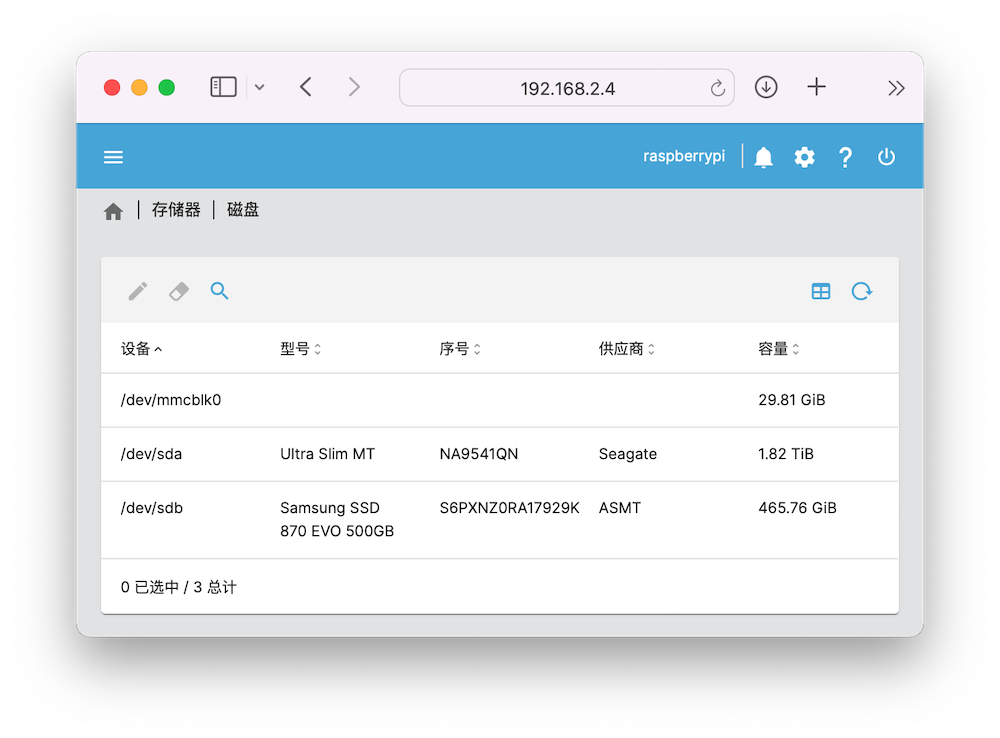 192.168.2.4
raspberrypi
存储器 | 磁盘
设备 型号 序号 供应商 容量
/dev/mmcblk0 29.81 GiB
/dev/sda Ultra Slim MT NA9541QN Seagate 1.82 TiB
/dev/sdb Samsung SSD 870 EVO 500GB S6PXNZ0RA17929K ASMT 465.76 GiB
0 已选中 / 3 总计